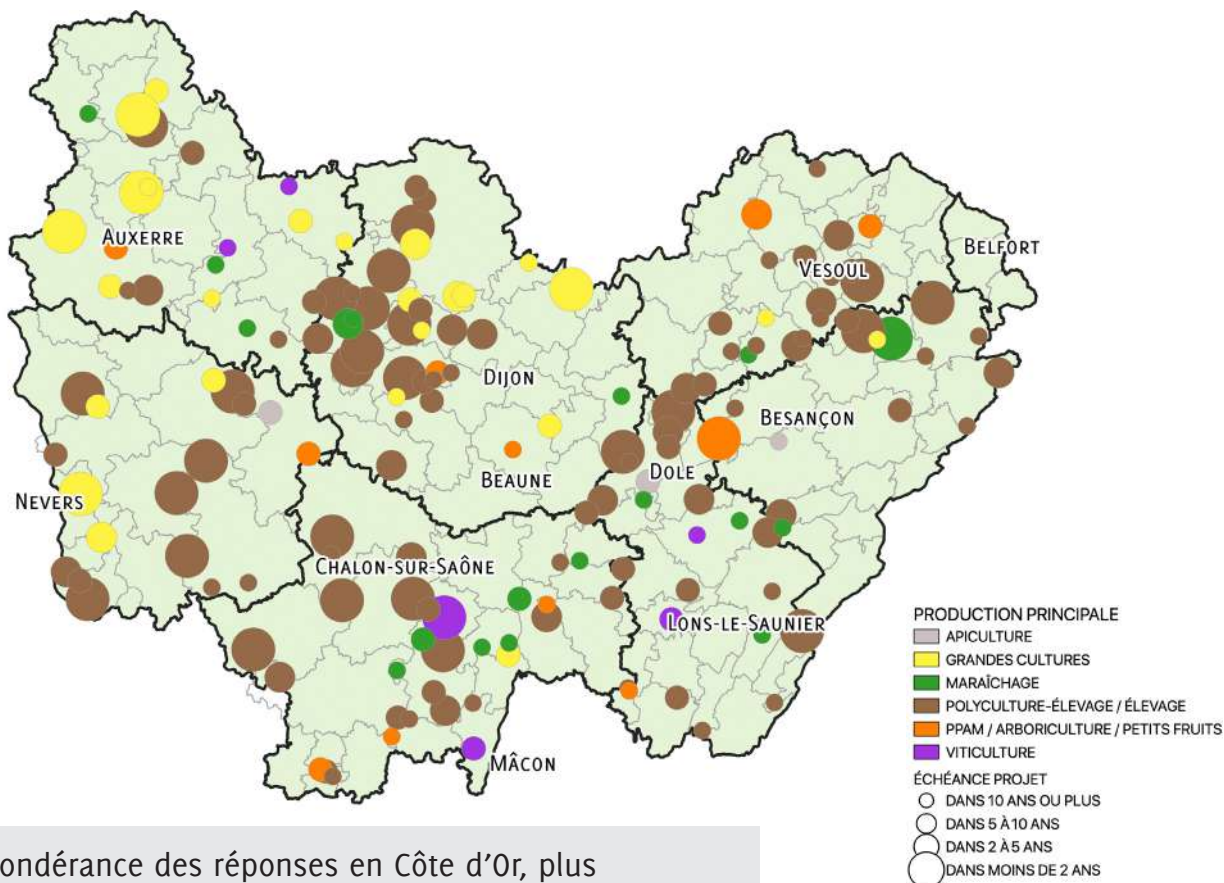 AUXERRE
BELFORT
VESOUL
DIJON
BESANÇON
BEAUNE
DOLE
NEVERS
CHALON-SUR-SAÔNE
LONS-LE-SAUNIER
MÂCON
PRODUCTION PRINCIPALE
APICULTURE
GRANDES CULTURES
MARAÎCHAGE
POLYCULTURE-ÉLEVAGE / ÉLEVAGE
PPAM / ARBORICULTURE / PETITS FRUITS
VITICULTURE
ÉCHÉANCE PROJET
DANS 10 ANS OU PLUS
DANS 5 À 10 ANS
DANS 2 À 5 ANS
DANS MOINS DE 2 ANS
ondérance des réponses en Côte d'Or, plus